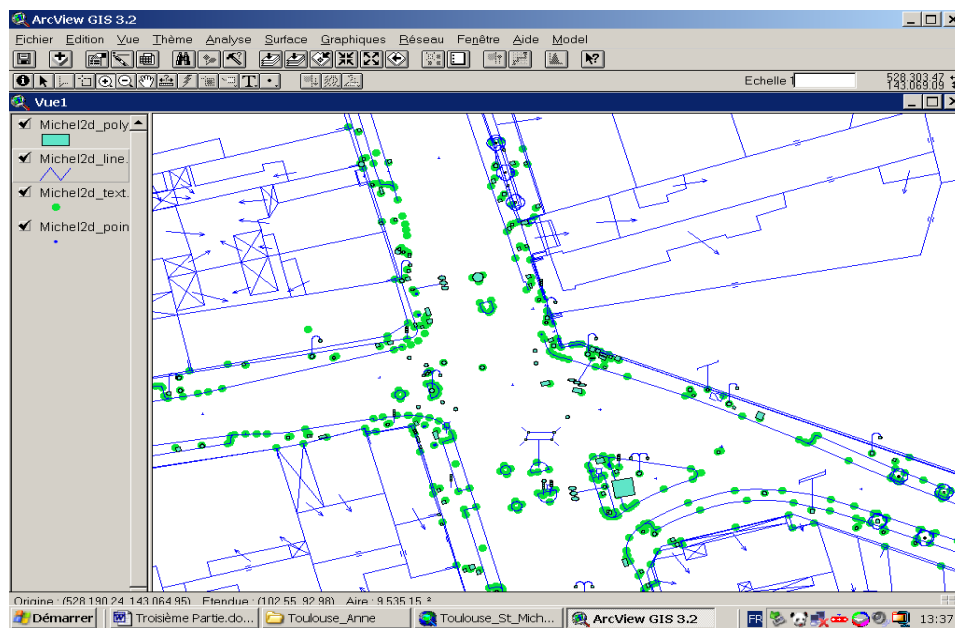 ArcView GIS 3.2
Fichier Edition Vue Thème Analyse Surface Graphiques Réseau Fenêtre Aide Model
Echelle 1
528.303.47
143.069.09
Vue1
Michel2d_poly
Michel2d_line.
Michel2d_text.
Michel2d_poin
Origine : (528.190.24, 143.064.95) Etendue : (102.55, 92.98) Aire : 9.535.15 ²
Démarrer
Troisième Partie.do...
Toulouse_Anne
Toulouse_St_Mich...
ArcView GIS 3.2
FR
13:37